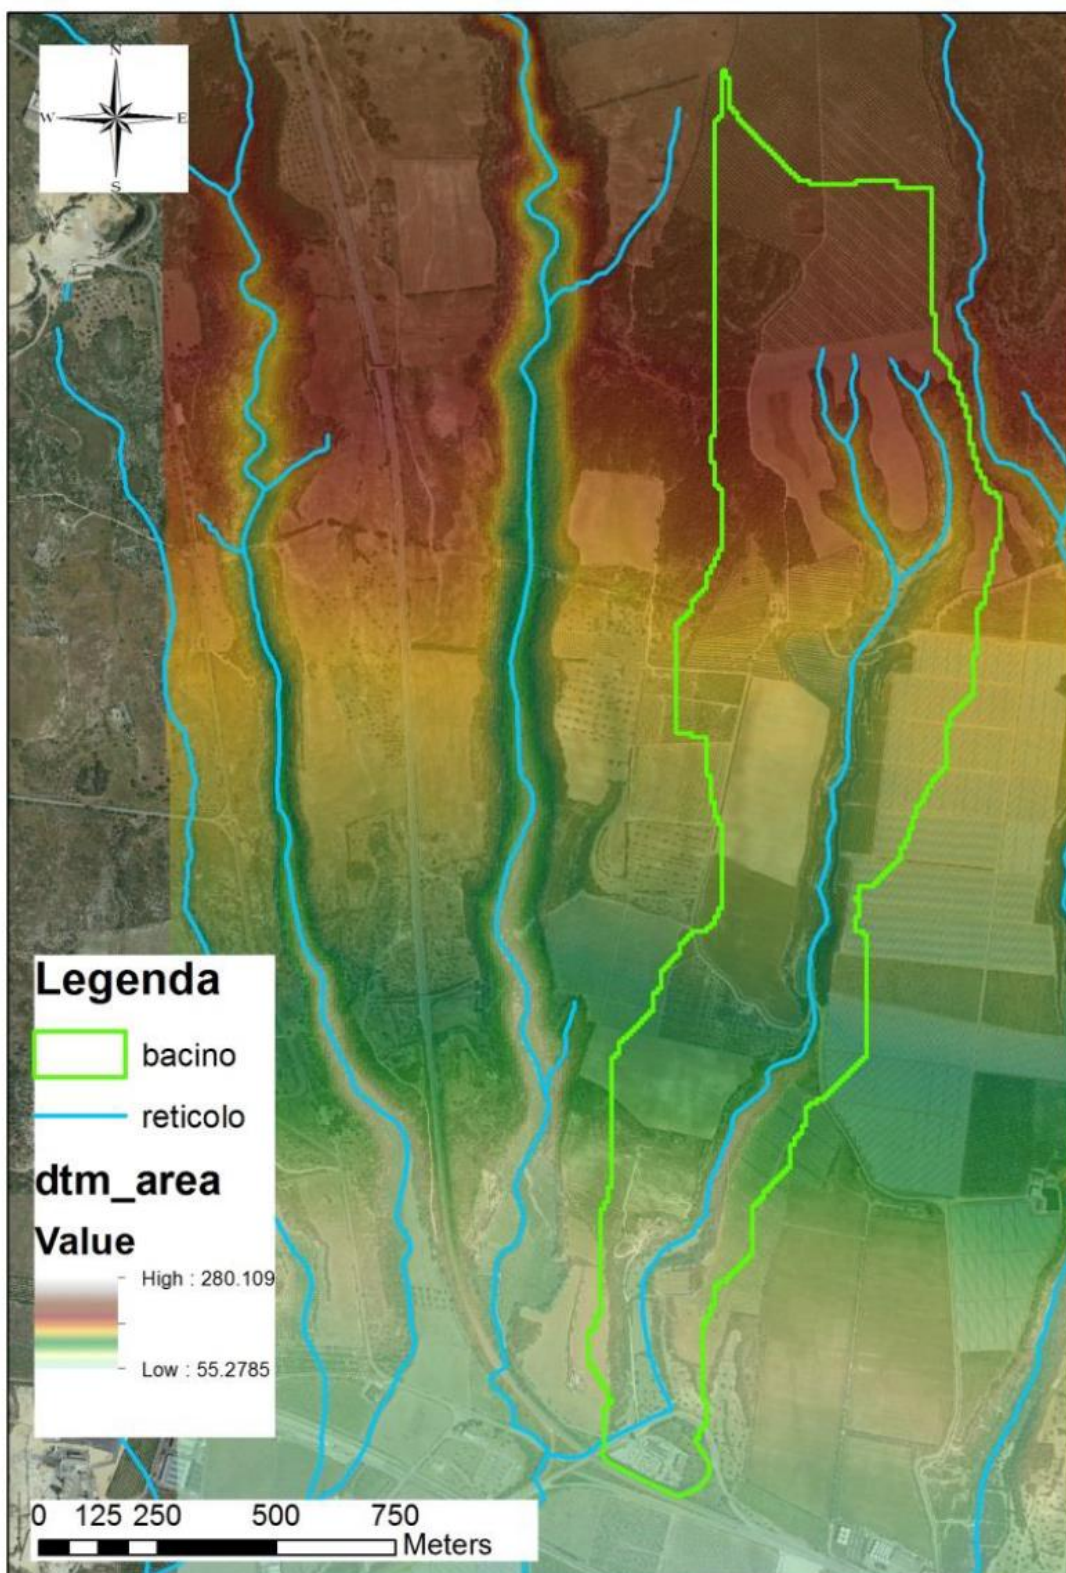 N
W E
S
Legenda
bacino
reticolo
dtm_area
Value
High : 280.109
Low : 55.2785
0 125 250 500 750
Meters